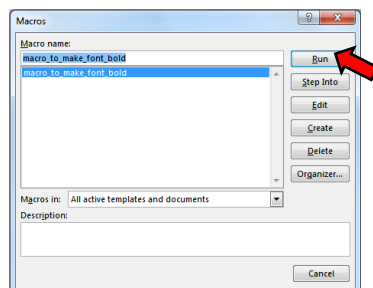 Macros
Macro name:
macro_to_make_font_bold
macro_to_make_font_bold
Run
Step Into
Edit
Create
Delete
Organizer...
Macros in: All active templates and documents
Description:
Cancel